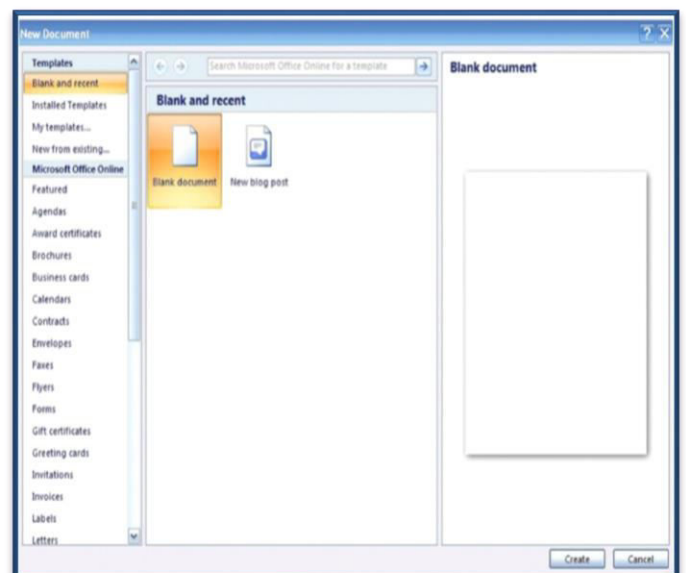 New Document
Templates
Blank and recent
Installed Templates
My templates...
New from existing...
Microsoft Office Online
Featured
Agendas
Award certificates
Brochures
Business cards
Calendars
Contracts
Envelopes
Faxes
Flyers
Forms
Gift certificates
Greeting cards
Invitations
Invoices
Labels
Letters
Search Microsoft Office Online for a template
Blank and recent
Blank document
New blog post
Blank document
Create
Cancel